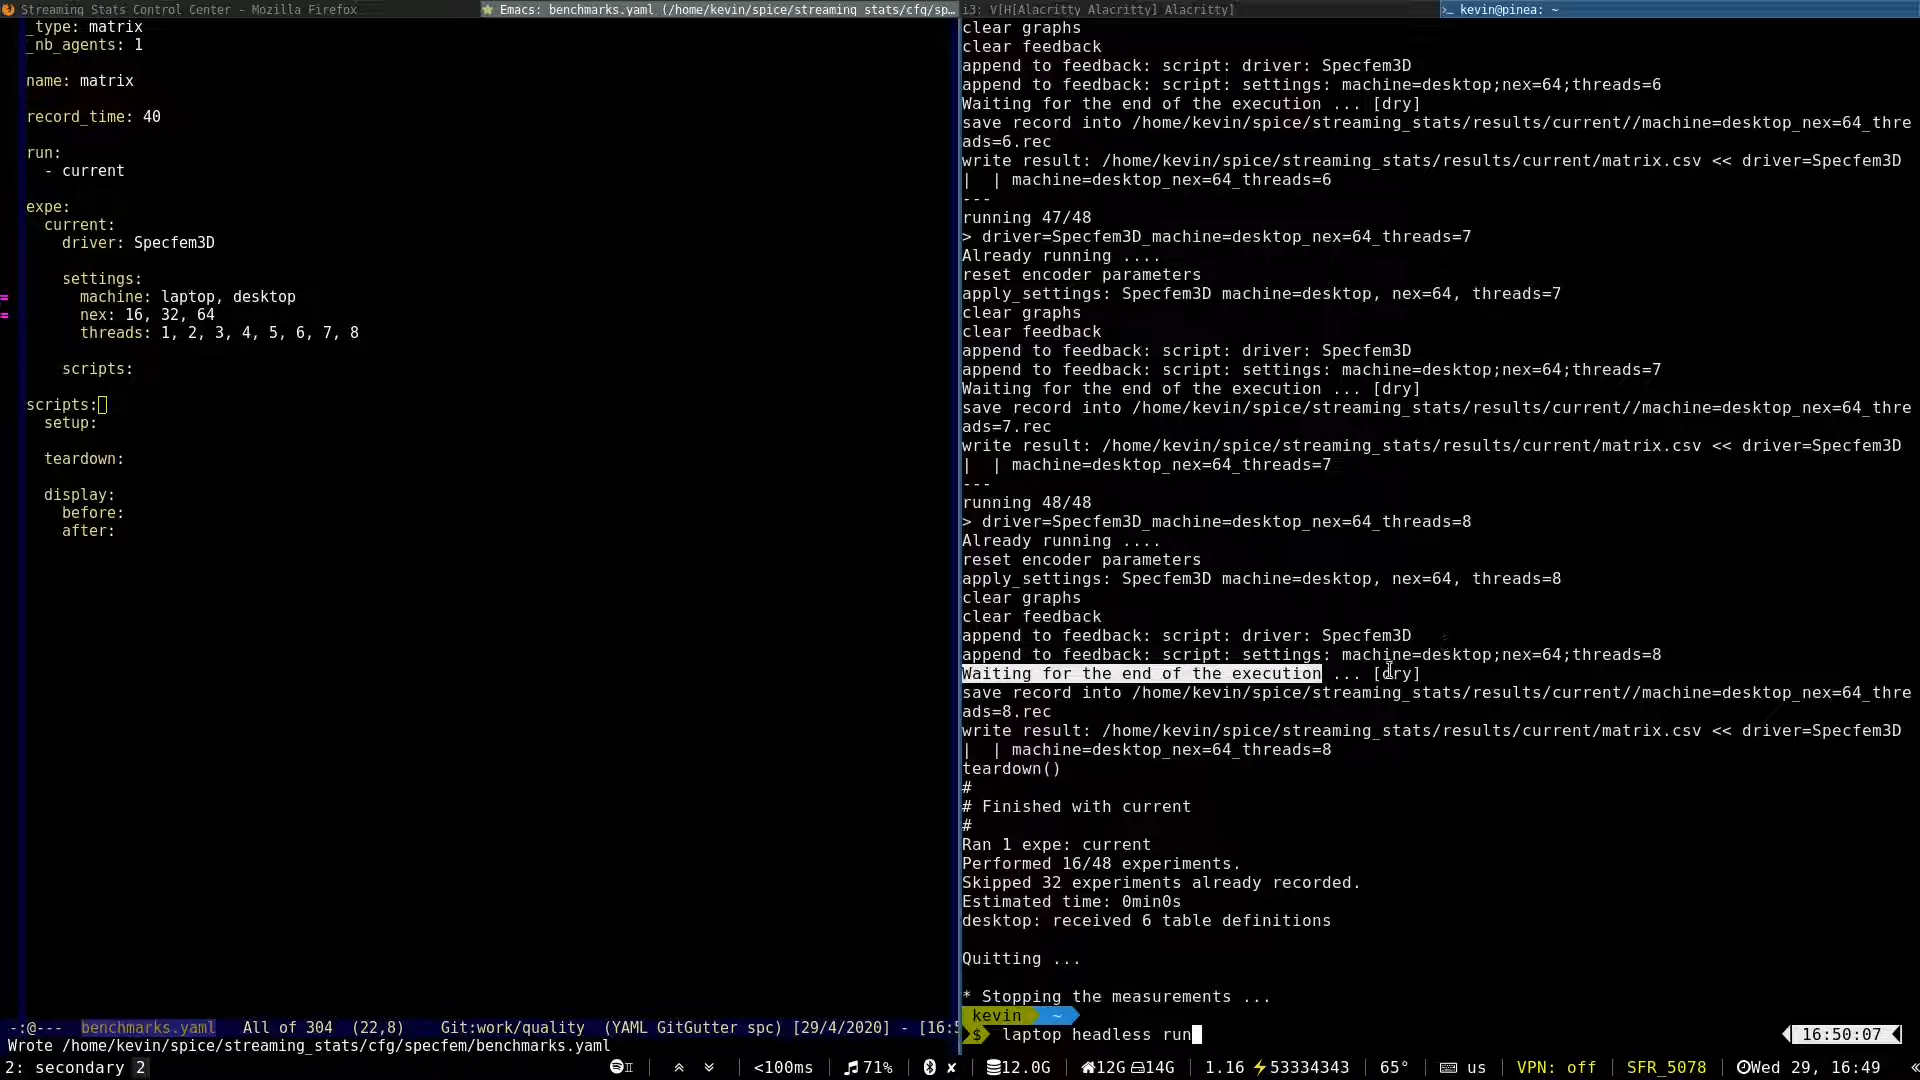 Streaming Stats Control Center - Mozilla Firefox
Emacs: benchmarks.yaml (/home/kevin/spice/streaming_stats/cfg/sp…
i3: V[H[Alacritty Alacritty] Alacritty]
kevin@pinea: ~
_type: matrix
_nb_agents: 1
name: matrix
record_time: 40
run:
- current
expe:
current:
driver: Specfem3D
settings:
machine: laptop, desktop
nex: 16, 32, 64
threads: 1, 2, 3, 4, 5, 6, 7, 8
scripts:
scripts:
setup:
teardown:
display:
before:
after:
-:@--- benchmarks.yaml All of 304 (22,8) Git:work/quality (YAML GitGutter spc) [29/4/2020] - [16:5
Wrote /home/kevin/spice/streaming_stats/cfg/specfem/benchmarks.yaml
clear graphs
clear feedback
append to feedback: script: driver: Specfem3D
append to feedback: script: settings: machine=desktop;nex=64;threads=6
Waiting for the end of the execution ... [dry]
save record into /home/kevin/spice/streaming_stats/results/current//machine=desktop_nex=64_thre
ads=6.rec
write result: /home/kevin/spice/streaming_stats/results/current/matrix.csv << driver=Specfem3D
| | machine=desktop_nex=64_threads=6
---
running 47/48
> driver=Specfem3D_machine=desktop_nex=64_threads=7
Already running ....
reset encoder parameters
apply_settings: Specfem3D machine=desktop, nex=64, threads=7
clear graphs
clear feedback
append to feedback: script: driver: Specfem3D
append to feedback: script: settings: machine=desktop;nex=64;threads=7
Waiting for the end of the execution ... [dry]
save record into /home/kevin/spice/streaming_stats/results/current//machine=desktop_nex=64_thre
ads=7.rec
write result: /home/kevin/spice/streaming_stats/results/current/matrix.csv << driver=Specfem3D
| | machine=desktop_nex=64_threads=7
---
running 48/48
> driver=Specfem3D_machine=desktop_nex=64_threads=8
Already running ....
reset encoder parameters
apply_settings: Specfem3D machine=desktop, nex=64, threads=8
clear graphs
clear feedback
append to feedback: script: driver: Specfem3D
append to feedback: script: settings: machine=desktop;nex=64;threads=8
Waiting for the end of the execution ... [dry]
save record into /home/kevin/spice/streaming_stats/results/current//machine=desktop_nex=64_thre
ads=8.rec
write result: /home/kevin/spice/streaming_stats/results/current/matrix.csv << driver=Specfem3D
| | machine=desktop_nex=64_threads=8
teardown()
#
# Finished with current
#
Ran 1 expe: current
Performed 16/48 experiments.
Skipped 32 experiments already recorded.
Estimated time: 0min0s
desktop: received 6 table definitions
Quitting ...
* Stopping the measurements ...
kevin ~
$ laptop headless run
16:50:07
2: secondary 2
<100ms 71% 12.0G 12G 14G 1.16 53334343 65° us VPN: off SFR_5078 Wed 29, 16:49